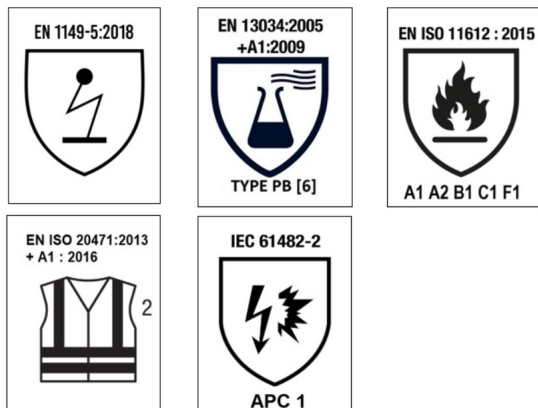 EN 1149-5:2018
EN 13034:2005
+A1:2009
TYPE PB [6]
EN ISO 11612 : 2015
A1 A2 B1 C1 F1
EN ISO 20471:2013
+ A1 : 2016
2
IEC 61482-2
APC 1